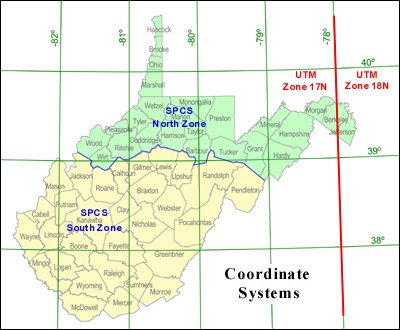 -82
-81
-80
-79
-78
40°
39°
38°
UTM
Zone 17N
UTM
Zone 18N
SPCS
North Zone
SPCS
South Zone
Hancock
Brooke
Ohio
Marshall
Wetzel
Monongalia
Marion
Preston
Morgan
Berkeley
Jefferson
Mineral
Hampshire
Pleasants
Tyler
Harrison
Taylor
Wood
Ritchie
Doddridge
Barbour
Tucker
Grant
Hardy
Wirt
Jackson
Calhoun
Gilmer
Lewis
Upshur
Randolph
Pendleton
Mason
Roane
Braxton
Putnam
Clay
Webster
Cabell
Kanawha
Nicholas
Pocahontas
Wayne
Lincoln
Boone
Fayette
Greenbrier
Mingo
Logan
Raleigh
Summers
Wyoming
Monroe
McDowell
Mercer
Coordinate
Systems